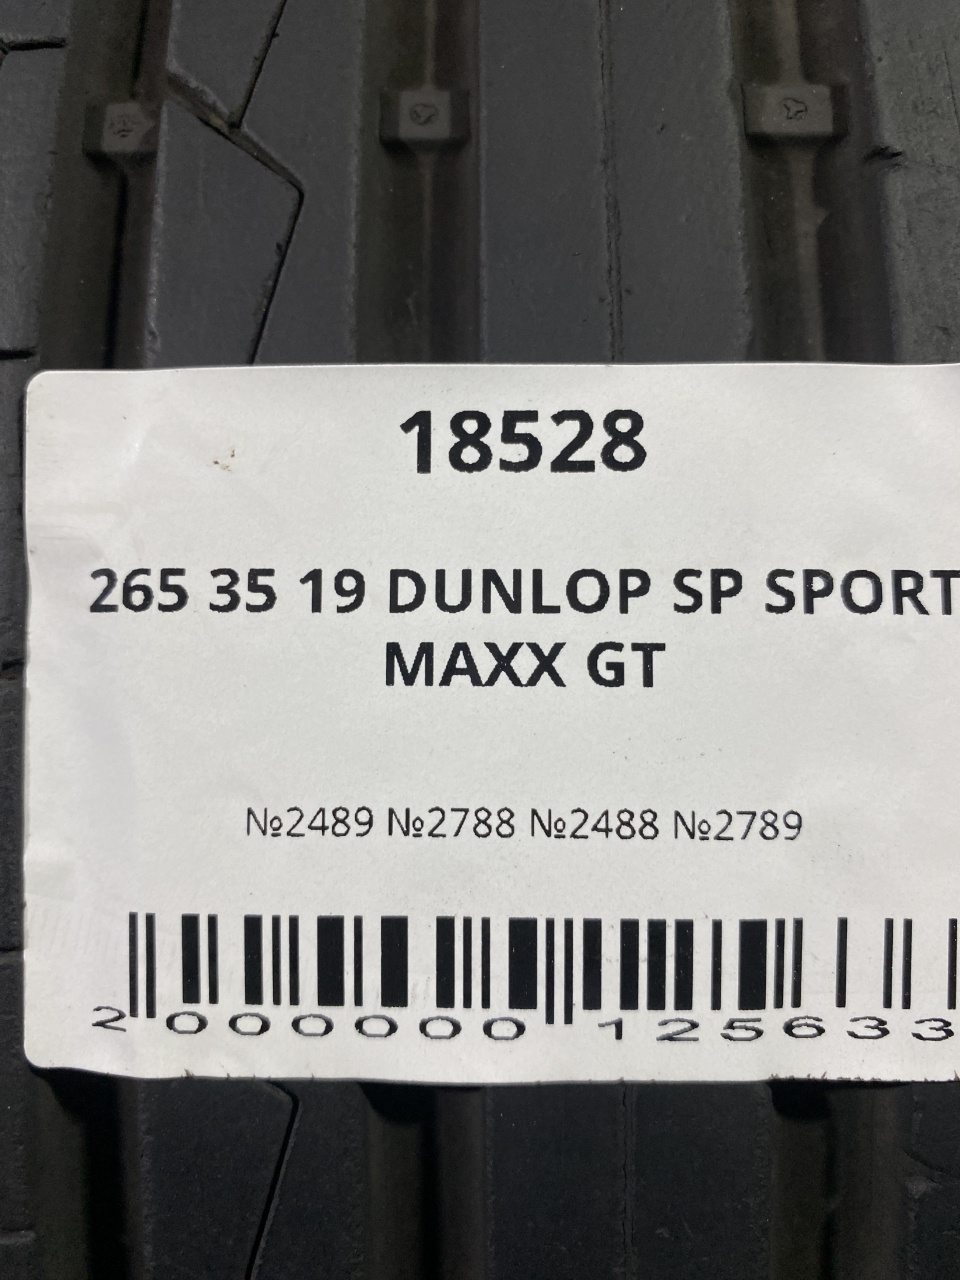 18528
265 35 19 DUNLOP SP SPORT
MAXX GT
№2489 №2788 №2488 №2789
2 000000 125633